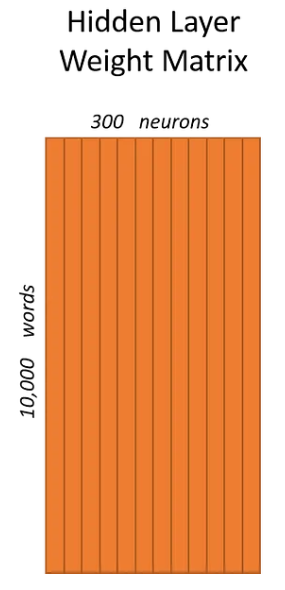 Hidden Layer
Weight Matrix
300 neurons
10,000 words